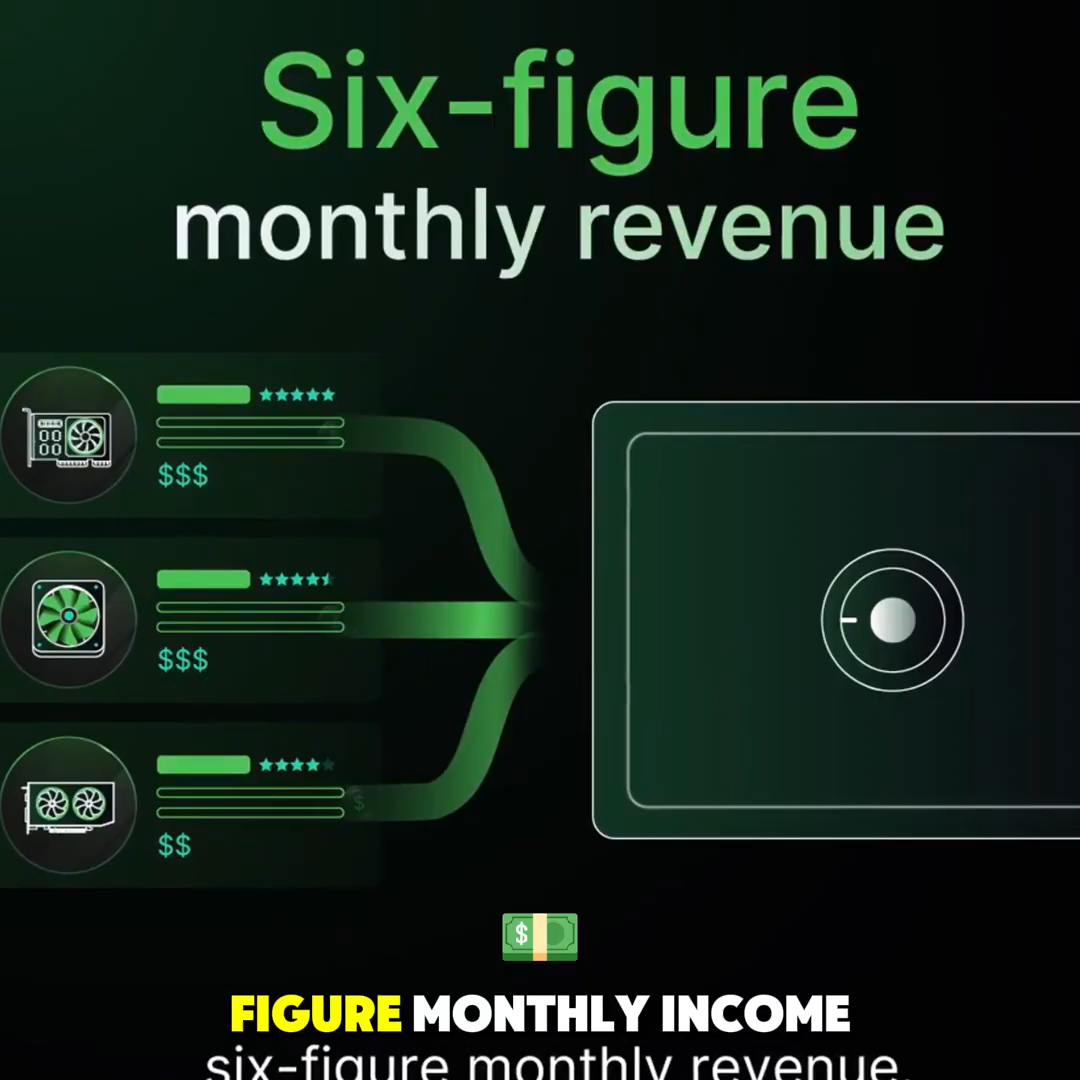 Six-figure
monthly revenue
$$$
$$$
$
$$
$
FIGURE MONTHLY INCOME
six-figure monthly revenue.